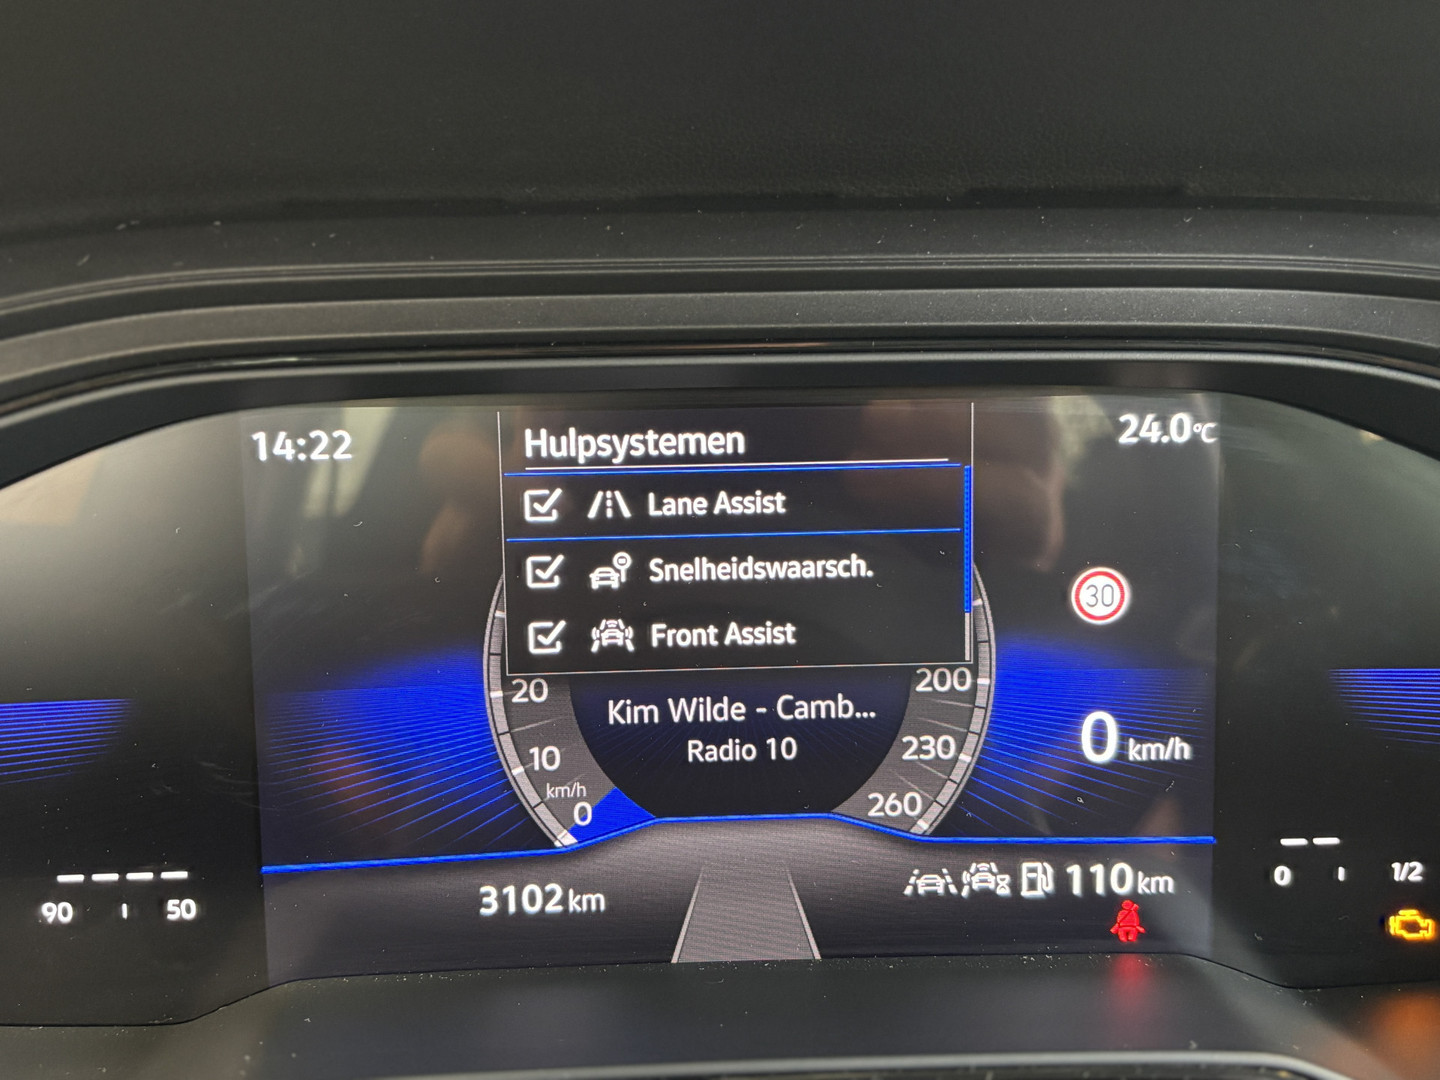 14:22
Hulpsystemen
24.0°C
Lane Assist
Snelheidswaarsch.
Front Assist
30
20
200
Kim Wilde - Camb...
Radio 10
10
230
0 km/h
km/h
0
260
3102 km
110 km
90
50
0
1/2